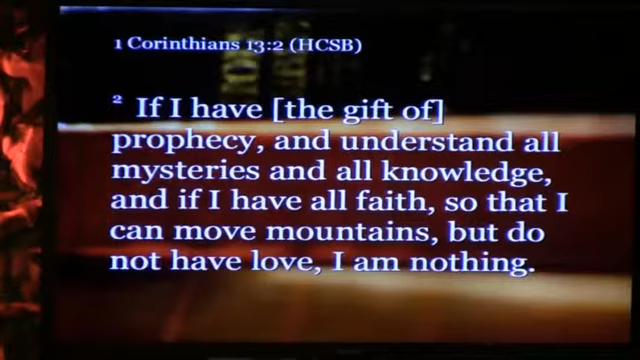 1 Corinthians 13:2 (HCSB)
2 If I have [the gift of]
prophecy, and understand all
mysteries and all knowledge,
and if I have all faith, so that I
can move mountains, but do
not have love, I am nothing.